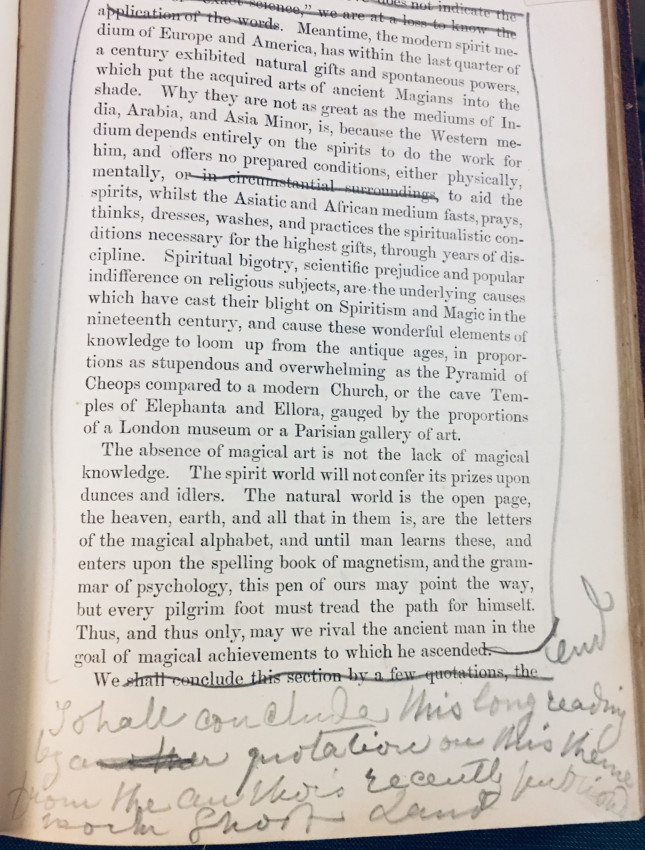 exact science," we are at a loss to know the
does not indicate the
application of the words. Meantime, the modern spirit me-
dium of Europe and America, has within the last quarter of
a century exhibited natural gifts and spontaneous powers,
which put the acquired arts of ancient Magians into the
shade. Why they are not as great as the mediums of In-
dia, Arabia, and Asia Minor, is, because the Western me-
dium depends entirely on the spirits to do the work for
him, and offers no prepared conditions, either physically,
mentally, or in circumstantial surroundings, to aid the
spirits, whilst the Asiatic and African medium fasts, prays,
thinks, dresses, washes, and practices the spiritualistic con-
ditions necessary for the highest gifts, through years of dis-
cipline. Spiritual bigotry, scientific prejudice and popular
indifference on religious subjects, are the underlying causes
which have cast their blight on Spiritism and Magic in the
nineteenth century, and cause these wonderful elements of
knowledge to loom up from the antique ages, in propor-
tions as stupendous and overwhelming as the Pyramid of
Cheops compared to a modern Church, or the cave Tem-
ples of Elephanta and Ellora, gauged by the proportions
of a London museum or a Parisian gallery of art.
The absence of magical art is not the lack of magical
knowledge. The spirit world will not confer its prizes upon
dunces and idlers. The natural world is the open page,
the heaven, earth, and all that in them is, are the letters
of the magical alphabet, and until man learns these, and
enters upon the spelling book of magnetism, and the gram-
mar of psychology, this pen of ours may point the way,
but every pilgrim foot must tread the path for himself.
Thus, and thus only, may we rival the ancient man in the
goal of magical achievements to which he ascended.
end
We shall conclude this section by a few quotations, the
I shall conclude this long reading
by a quotation on this theme
from the author's recently
work Ghost Land